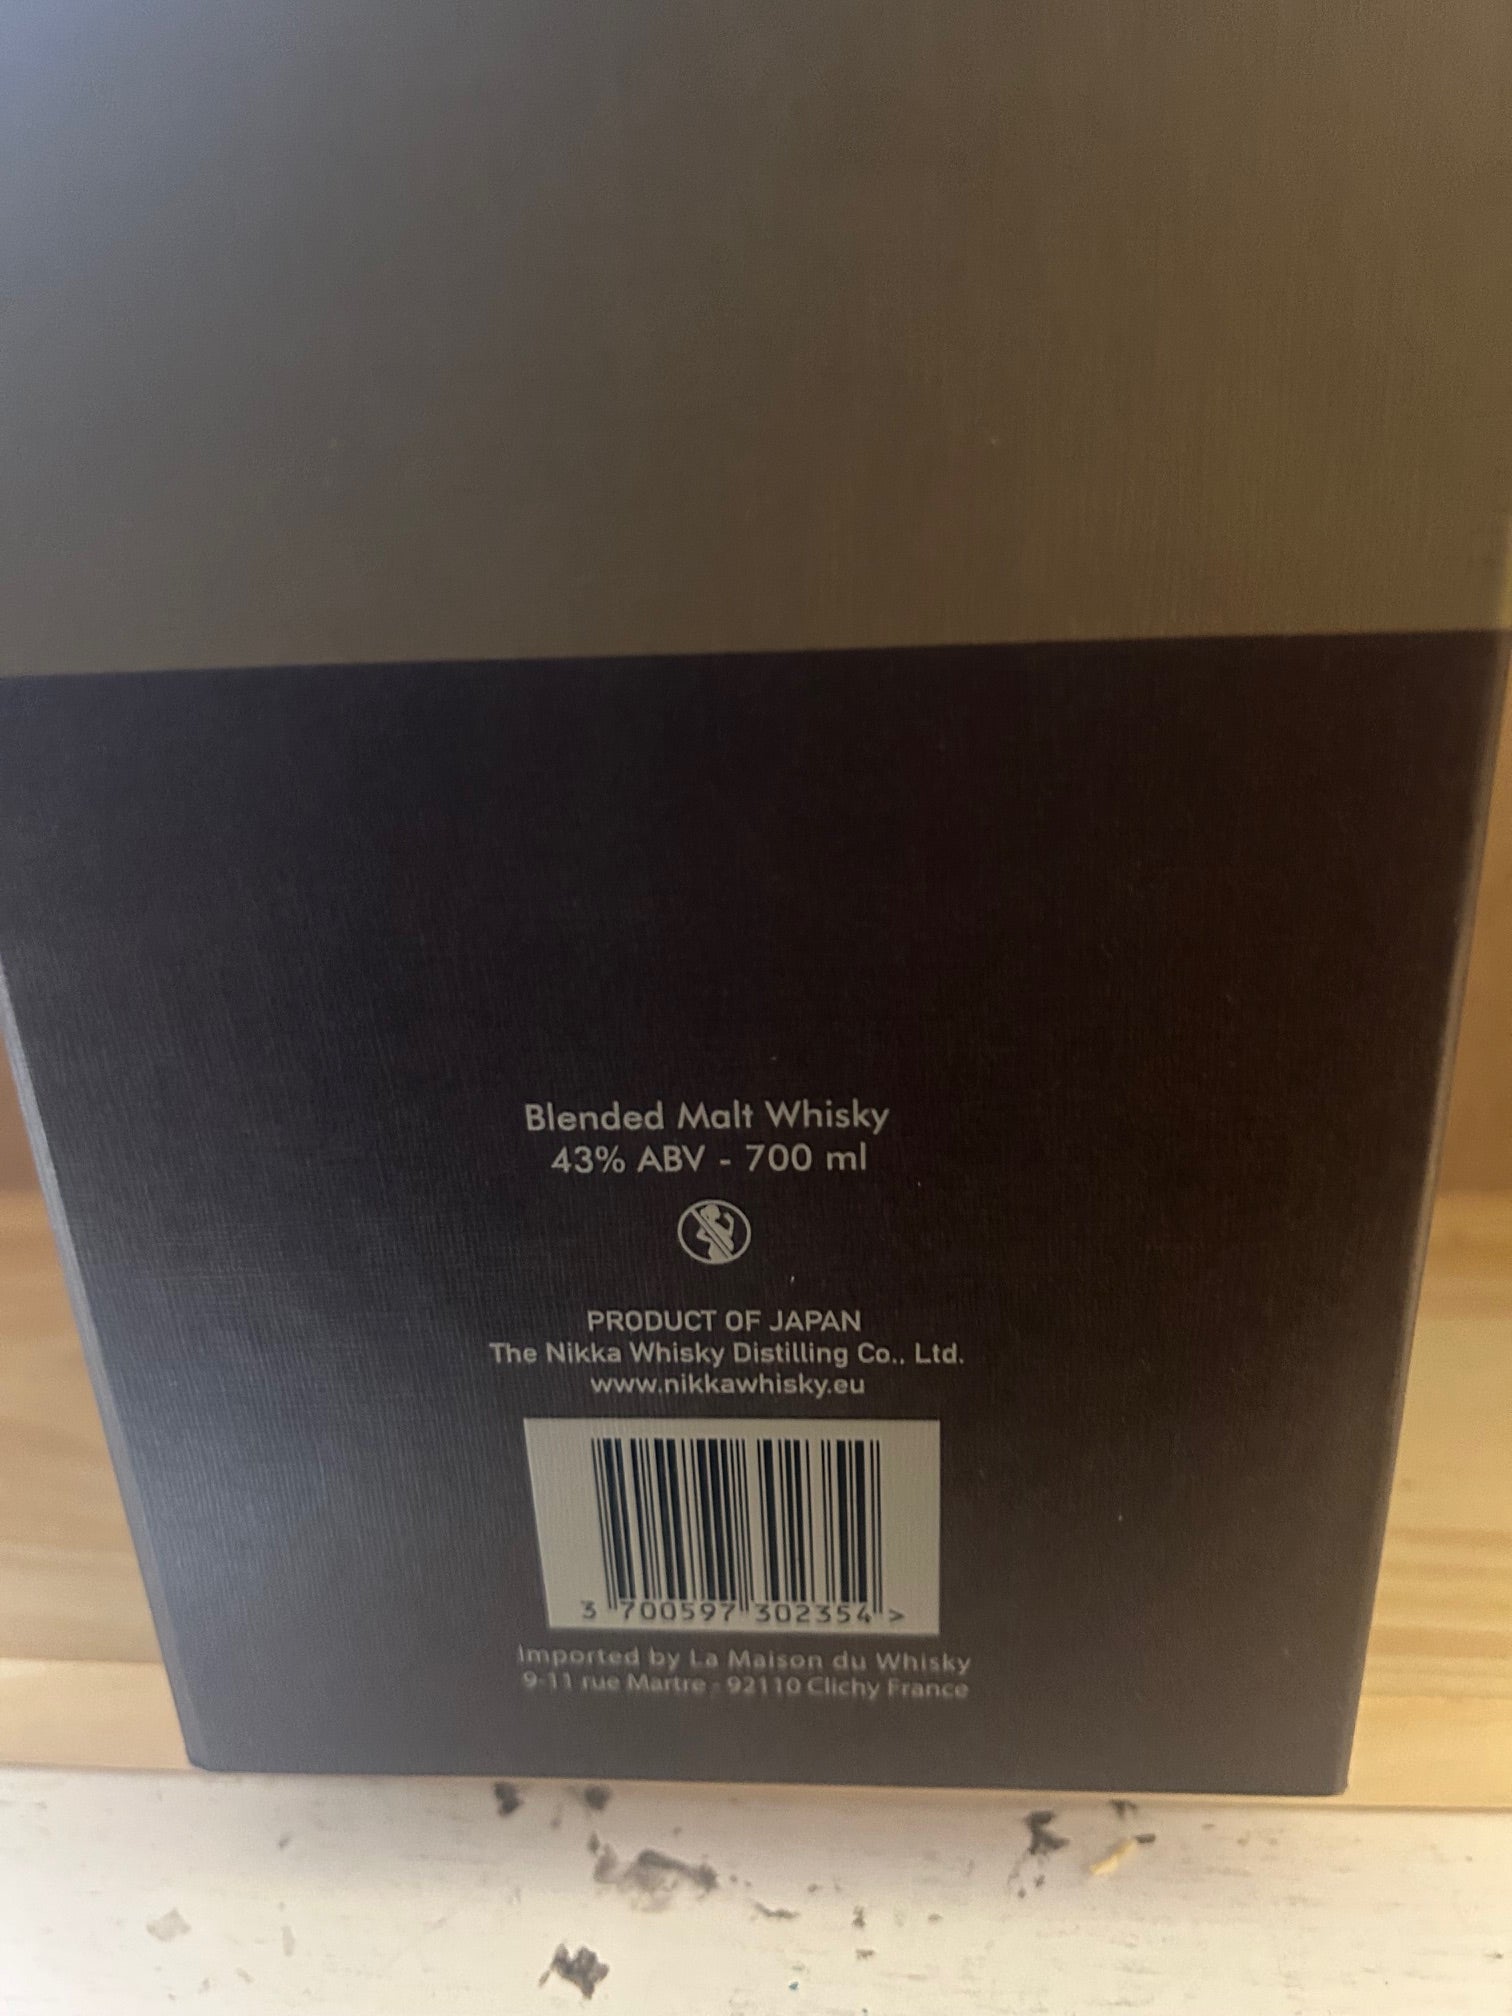 Blended Malt Whisky
43% ABV - 700 ml
PRODUCT OF JAPAN
The Nikka Whisky Distilling Co., Ltd.
www.nikkawhisky.eu
3 700597 302354 >
Imported by La Maison du Whisky
9-11 rue Martre - 92110 Clichy France